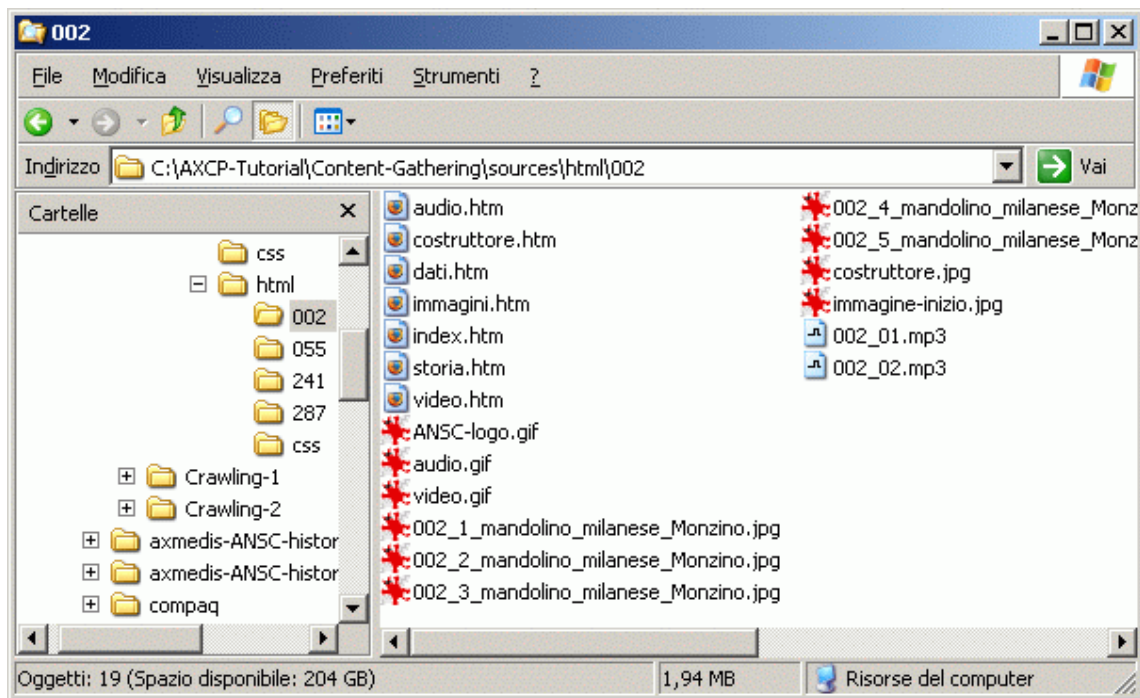 002
File Modifica Visualizza Preferiti Strumenti ?
Indirizzo C:\AXCP-Tutorial\Content-Gathering\sources\html\002 Vai
Cartelle
css
html
002
055
241
287
css
Crawling-1
Crawling-2
axmedis-ANSC-histor
axmedis-ANSC-histor
compaq
audio.htm
costruttore.htm
dati.htm
immagini.htm
index.htm
storia.htm
video.htm
ANSC-logo.gif
audio.gif
video.gif
002_1_mandolino_milanese_Monzino.jpg
002_2_mandolino_milanese_Monzino.jpg
002_3_mandolino_milanese_Monzino.jpg
002_4_mandolino_milanese_Monz
002_5_mandolino_milanese_Monz
costruttore.jpg
immagine-inizio.jpg
002_01.mp3
002_02.mp3
Oggetti: 19 (Spazio disponibile: 204 GB) 1,94 MB Risorse del computer